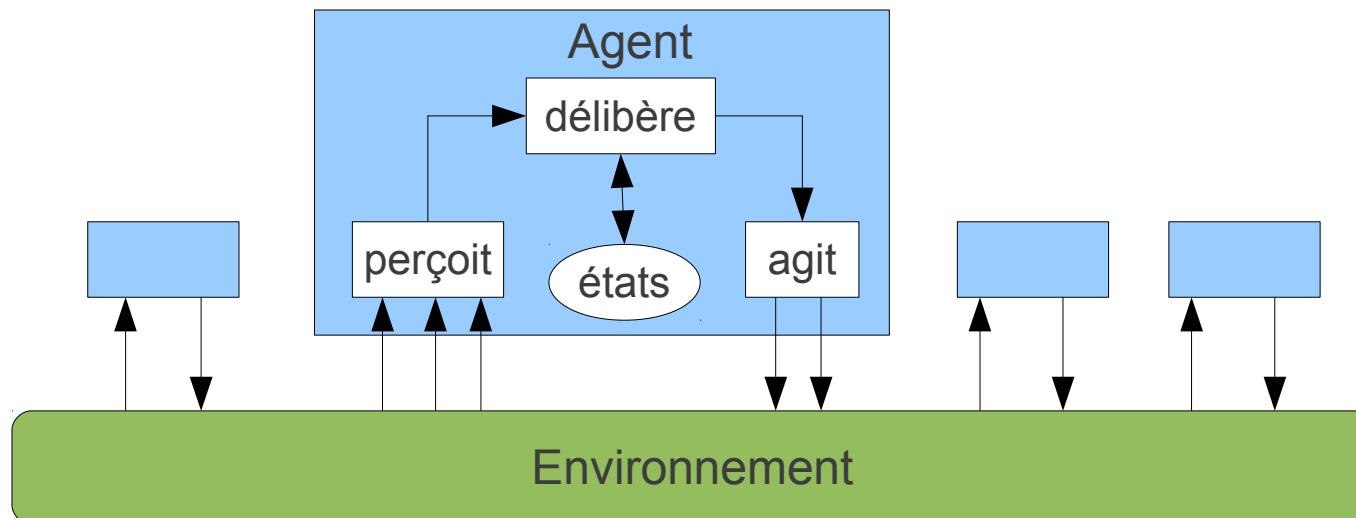 Agent
délibère
perçoit
états
agit
Environnement